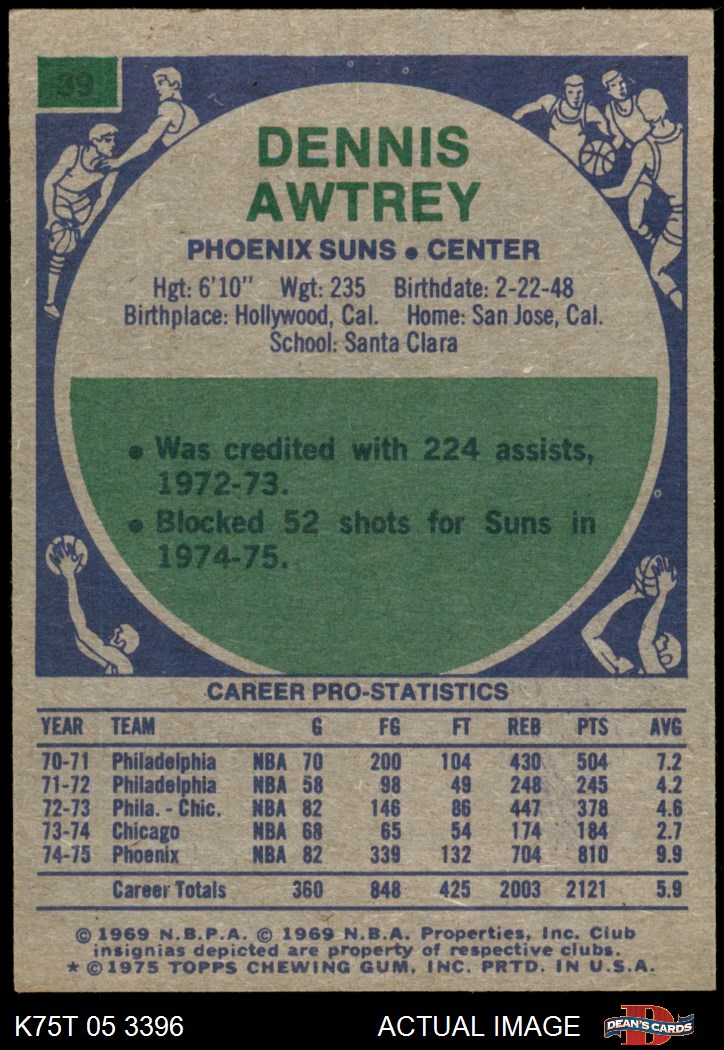 39
DENNIS
AWTREY
PHOENIX SUNS • CENTER
Hgt: 6'10" Wgt: 235 Birthdate: 2-22-48
Birthplace: Hollywood, Cal. Home: San Jose, Cal.
School: Santa Clara
• Was credited with 224 assists,
1972-73.
• Blocked 52 shots for Suns in
1974-75.
CAREER PRO-STATISTICS
YEAR TEAM G FG FT REB PTS AVG
70-71 Philadelphia NBA 70 200 104 430 504 7.2
71-72 Philadelphia NBA 58 98 49 248 245 4.2
72-73 Phila. - Chic. NBA 82 146 86 447 378 4.6
73-74 Chicago NBA 68 65 54 174 184 2.7
74-75 Phoenix NBA 82 339 132 704 810 9.9
Career Totals 360 848 425 2003 2121 5.9
© 1969 N.B.P.A. © 1969 N.B.A. Properties, Inc. Club
insignias depicted are property of respective clubs.
* © 1975 TOPPS CHEWING GUM, INC. PRTD. IN U.S.A.
K75T 05 3396 ACTUAL IMAGE DEAN'S CARDS